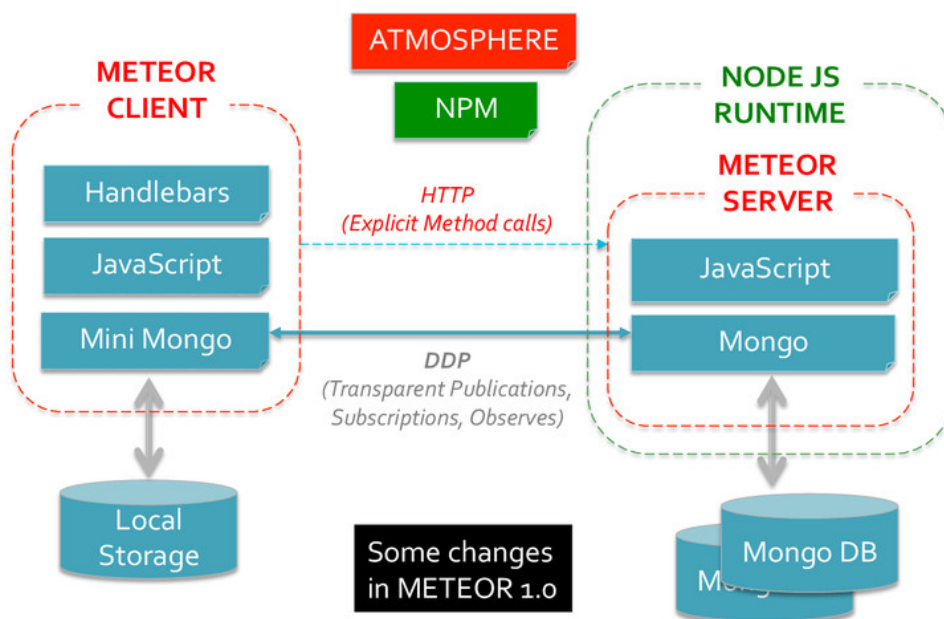 ATMOSPHERE
NPM
METEOR
CLIENT
Handlebars
JavaScript
Mini Mongo
Local
Storage
HTTP
(Explicit Method calls)
DDP
(Transparent Publications,
Subscriptions, Observes)
NODE JS
RUNTIME
METEOR
SERVER
JavaScript
Mongo
Mongo DB
Some changes
in METEOR 1.0